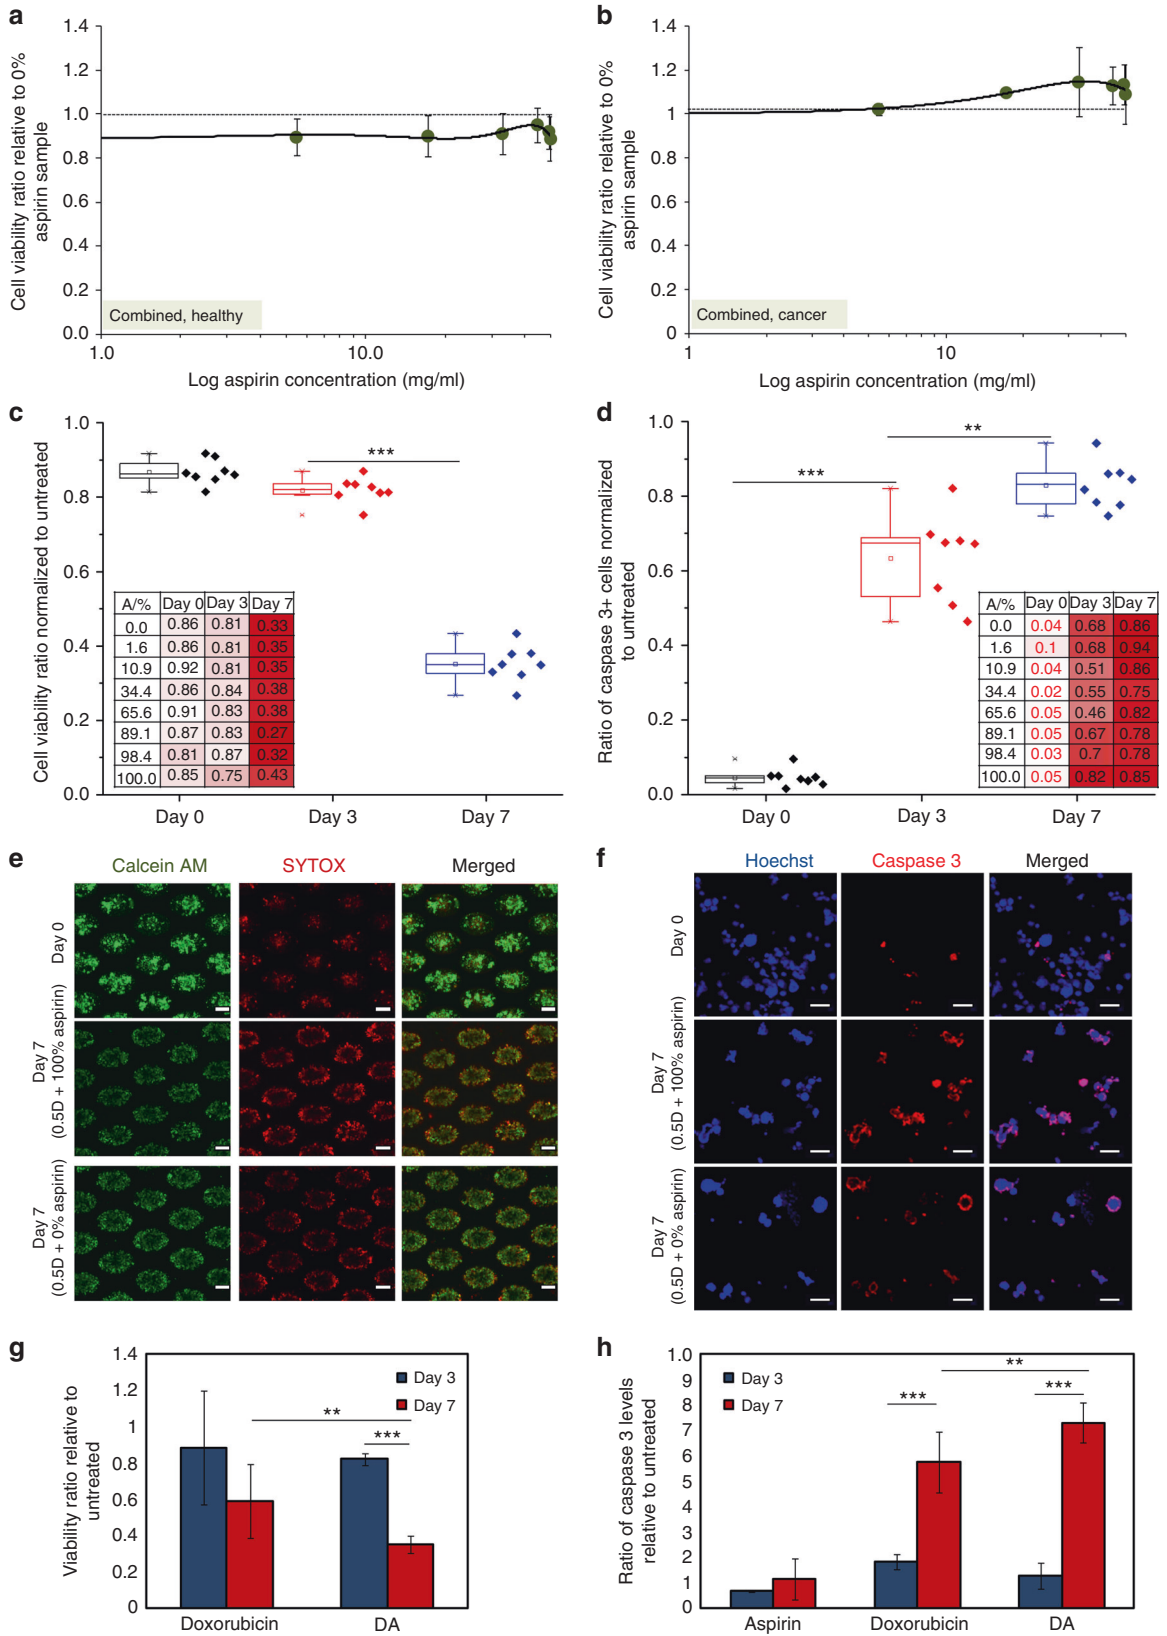 a
Cell viability ratio relative to 0%
aspirin sample
1.4
1.2
1.0
0.8
0.6
0.4
0.2
0.0
Combined, healthy
1.0
10.0
Log aspirin concentration (mg/ml)
b
Cell viability ratio relative to 0%
aspirin sample
1.4
1.2
1
0.8
0.6
0.4
0.2
0
Combined, cancer
1
10
Log aspirin concentration (mg/ml)
c
Cell viability ratio normalized to untreated
1.0
0.8
0.6
0.4
0.2
0.0
***
A/% Day 0 Day 3 Day 7
0.0 0.86 0.81 0.33
1.6 0.86 0.81 0.35
10.9 0.92 0.81 0.35
34.4 0.86 0.84 0.38
65.6 0.91 0.83 0.38
89.1 0.87 0.83 0.27
98.4 0.81 0.87 0.32
100.0 0.85 0.75 0.43
Day 0
Day 3
Day 7
d
Ratio of caspase 3+ cells normalized
to untreated
1.0
0.8
0.6
0.4
0.2
0.0
***
**
A/% Day 0 Day 3 Day 7
0.0 0.04 0.68 0.86
1.6 0.1 0.68 0.94
10.9 0.04 0.51 0.86
34.4 0.02 0.55 0.75
65.6 0.05 0.46 0.82
89.1 0.05 0.67 0.78
98.4 0.03 0.7 0.78
100.0 0.05 0.82 0.85
Day 0
Day 3
Day 7
e
Calcein AM
SYTOX
Merged
Day 0
Day 7
(0.5D + 100% aspirin)
Day 7
(0.5D + 0% aspirin)
f
Hoechst
Caspase 3
Merged
Day 0
Day 7
(0.5D + 100% aspirin)
Day 7
(0.5D + 0% aspirin)
g
Viability ratio relative to
untreated
1.4
1.2
1
0.8
0.6
0.4
0.2
0
Day 3
Day 7
**
***
Doxorubicin
DA
h
Ratio of caspase 3 levels
relative to untreated
1.0
9
8
7
6
5
4
3
2
1
0
Day 3
Day 7
***
**
***
Aspirin
Doxorubicin
DA